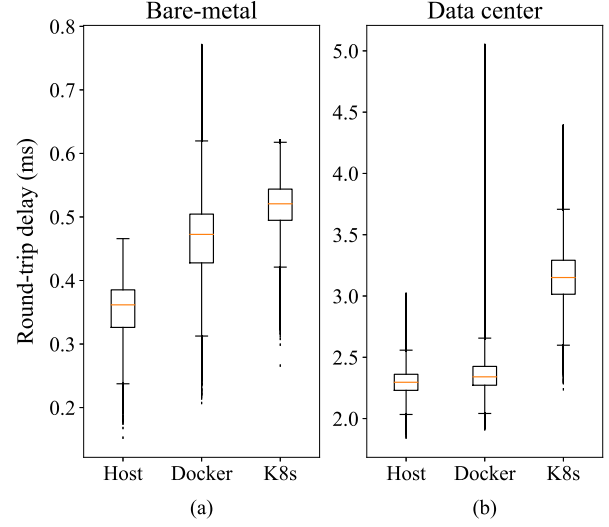 Bare-metal
Data center
Round-trip delay (ms)
0.8
0.7
0.6
0.5
0.4
0.3
0.2
5.0
4.5
4.0
3.5
3.0
2.5
2.0
Host Docker K8s
Host Docker K8s
(a)
(b)